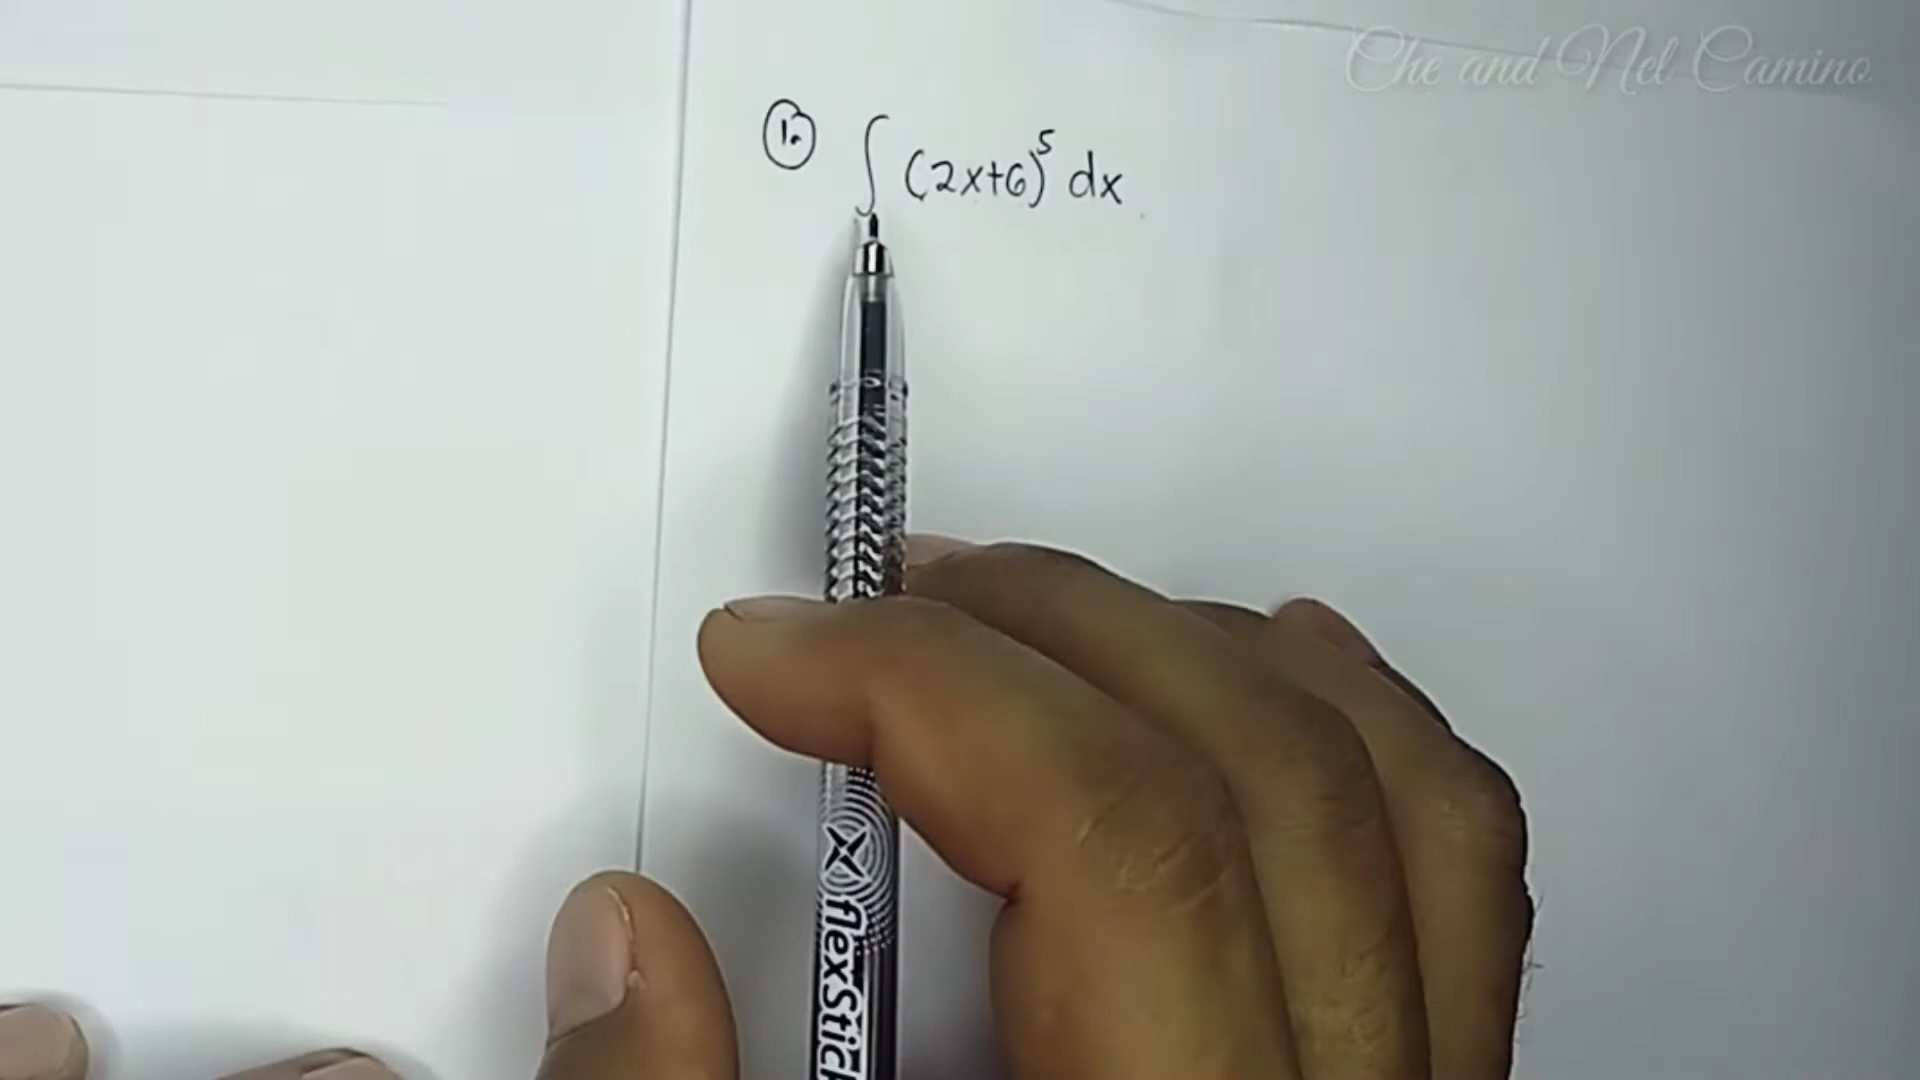 Che and Nel Camino
1. ∫ (2x+6)⁵ dx
flexStick